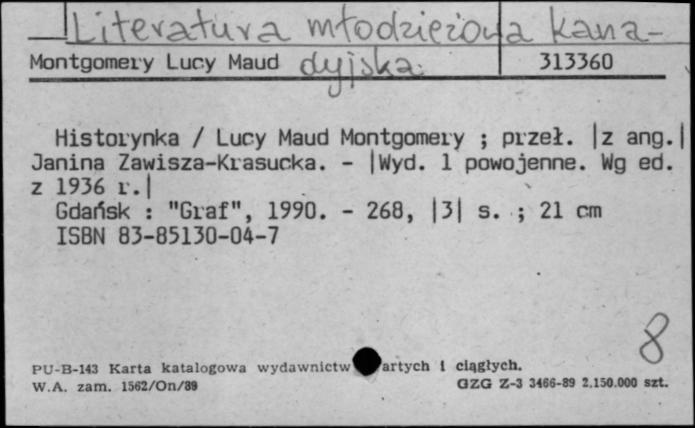 Literatura młodzieżowa kana-
Montgomery Lucy Maud dyjska 313360
Historynka / Lucy Maud Montgomery ; przeł. |z ang.|
Janina Zawisza-Krasucka. - |Wyd. 1 powojenne. Wg ed.
z 1936 r.|
Gdańsk : "Graf", 1990. - 268, |3| s. ; 21 cm
ISBN 83-85130-04-7
8
PU-B-143 Karta katalogowa wydawnictw artych i ciągłych.
W.A. zam. 1562/On/89 GZG Z-3 3466-89 2.150.000 szt.